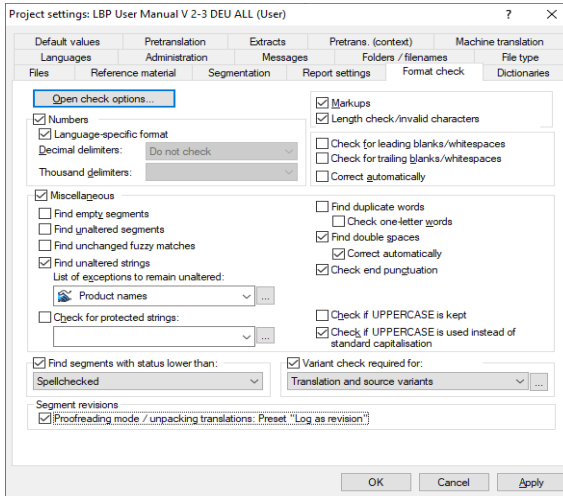 Project settings: LBP User Manual V 2-3 DEU ALL (User)
Default values Pretranslation Extracts Pretrans. (context) Machine translation
Languages Administration Messages Folders / filenames File type
Files Reference material Segmentation Report settings Format check Dictionaries
Open check options...
Numbers
Language-specific format
Decimal delimiters: Do not check
Thousand delimiters:
Markups
Length check/invalid characters
Check for leading blanks/whitespaces
Check for trailing blanks/whitespaces
Correct automatically
Miscellaneous
Find empty segments
Find unaltered segments
Find unchanged fuzzy matches
Find unaltered strings
List of exceptions to remain unaltered:
Product names ...
Check for protected strings:
...
Find duplicate words
Check one-letter words
Find double spaces
Correct automatically
Check end punctuation
Check if UPPERCASE is kept
Check if UPPERCASE is used instead of
standard capitalisation
Find segments with status lower than:
Spellchecked
Variant check required for:
Translation and source variants ...
Segment revisions
Proofreading mode / unpacking translations: Preset "Log as revision"
OK Cancel Apply